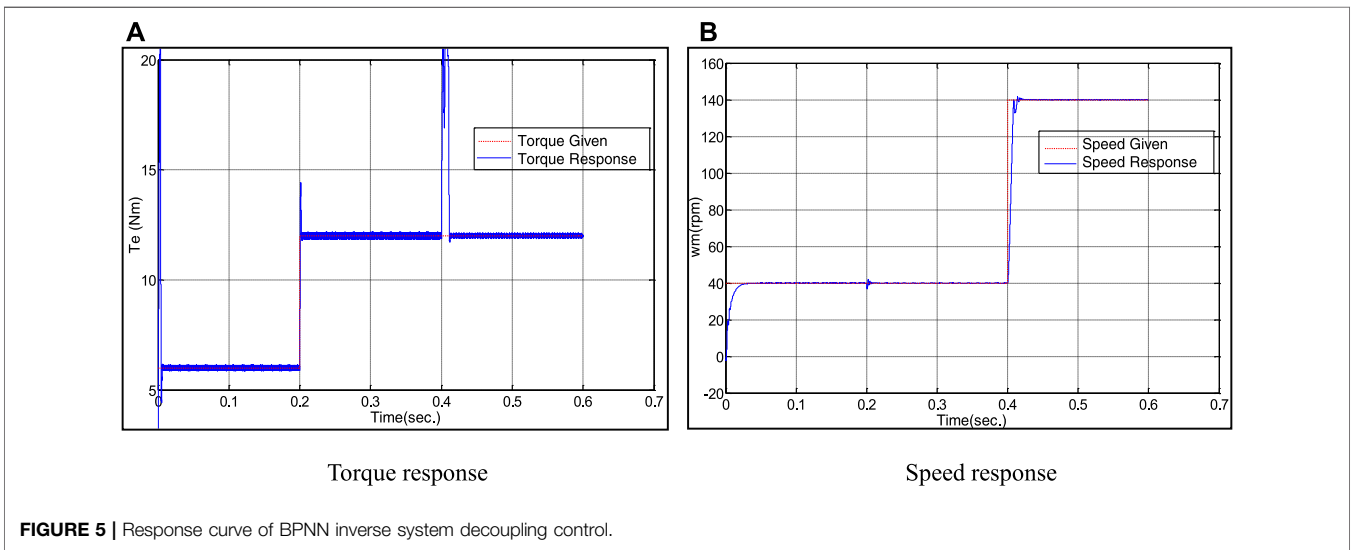 A
20
15
10
5
Te (Nm)
Torque Given
Torque Response
0 0.1 0.2 0.3 0.4 0.5 0.6 0.7
Time(sec.)
Torque response
B
160
140
120
100
80
60
40
20
0
-20
wm(rpm)
Speed Given
Speed Response
0 0.1 0.2 0.3 0.4 0.5 0.6 0.7
Time(sec.)
Speed response
FIGURE 5 | Response curve of BPNN inverse system decoupling control.